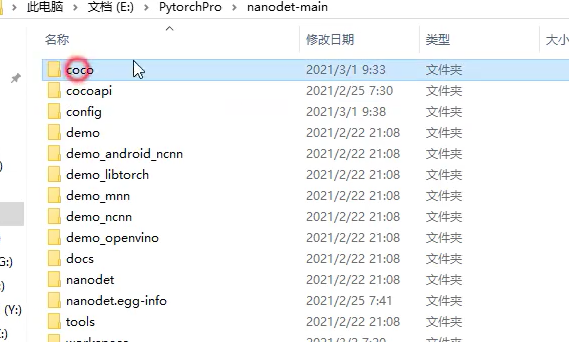 此电脑 > 文档 (E:) > PytorchPro > nanodet-main
名称 修改日期 类型 大小
coco 2021/3/1 9:33 文件夹
cocoapi 2021/2/25 7:30 文件夹
config 2021/3/1 9:38 文件夹
demo 2021/2/22 21:08 文件夹
demo_android_ncnn 2021/2/22 21:08 文件夹
demo_libtorch 2021/2/22 21:08 文件夹
demo_mnn 2021/2/22 21:08 文件夹
demo_ncnn 2021/2/22 21:08 文件夹
demo_openvino 2021/2/22 21:08 文件夹
docs 2021/2/22 21:08 文件夹
G:)
nanodet 2021/2/22 21:08 文件夹
nanodet.egg-info 2021/2/25 7:41 文件夹
(Y:)
tools 2021/2/22 21:08 文件夹